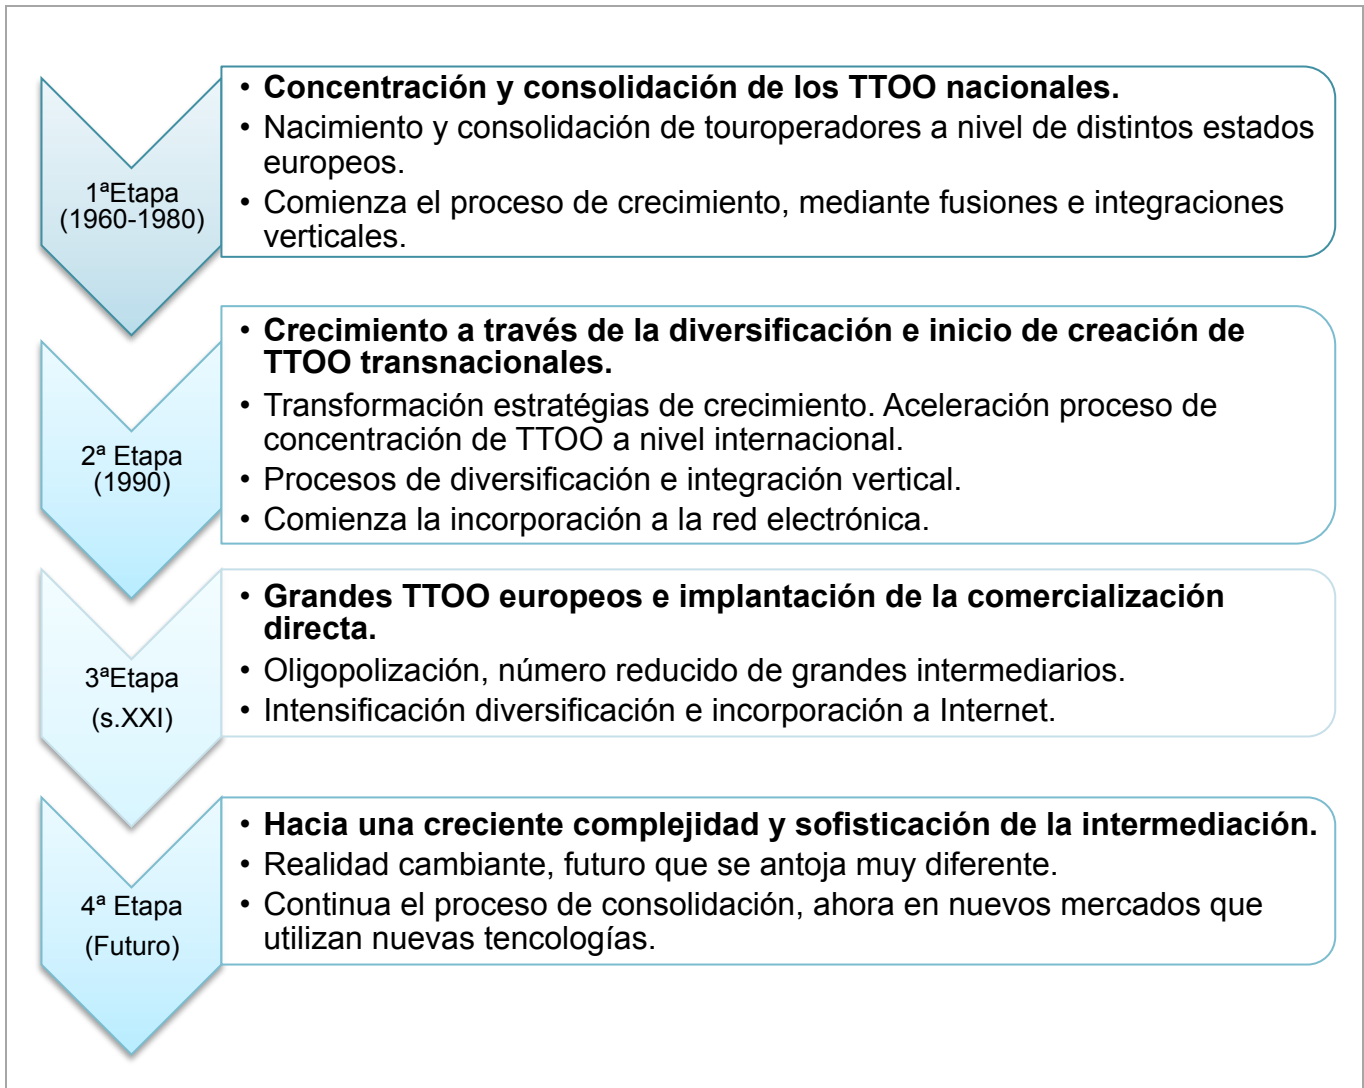 1ªEtapa
(1960-1980)
• Concentración y consolidación de los TTOO nacionales.
• Nacimiento y consolidación de touroperadores a nivel de distintos estados
europeos.
• Comienza el proceso de crecimiento, mediante fusiones e integraciones
verticales.
2ª Etapa
(1990)
• Crecimiento a través de la diversificación e inicio de creación de
TTOO transnacionales.
• Transformación estratégias de crecimiento. Aceleración proceso de
concentración de TTOO a nivel internacional.
• Procesos de diversificación e integración vertical.
• Comienza la incorporación a la red electrónica.
3ªEtapa
(s.XXI)
• Grandes TTOO europeos e implantación de la comercialización
directa.
• Oligopolización, número reducido de grandes intermediarios.
• Intensificación diversificación e incorporación a Internet.
4ª Etapa
(Futuro)
• Hacia una creciente complejidad y sofisticación de la intermediación.
• Realidad cambiante, futuro que se antoja muy diferente.
• Continua el proceso de consolidación, ahora en nuevos mercados que
utilizan nuevas tencologías.